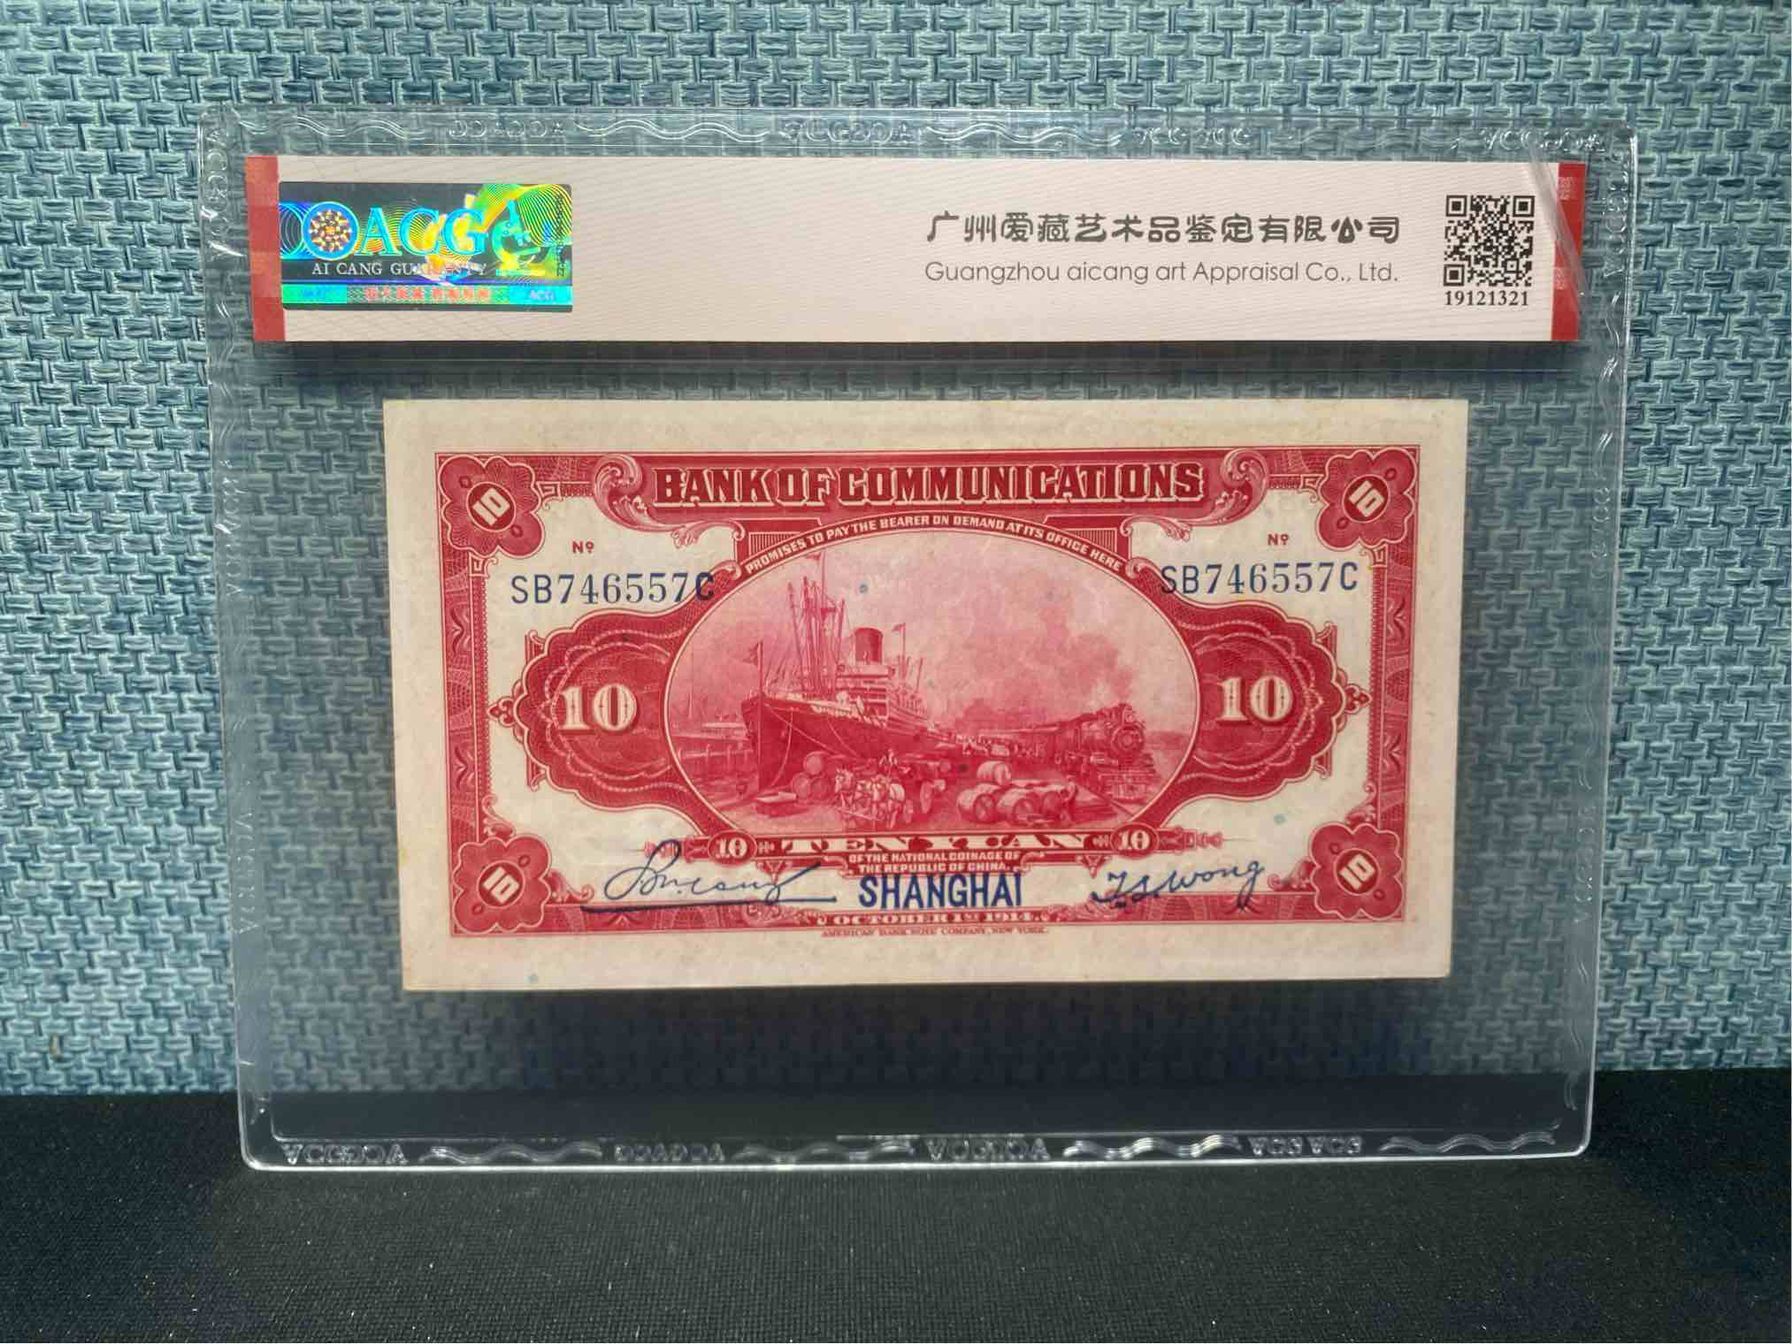 ACG
AI CANG GUARANTY
ACG
广州爱藏艺术品鉴定有限公司
Guangzhou aicang art Appraisal Co., Ltd.
19121321
10
BANK OF COMMUNICATIONS
10
PROMISES TO PAY THE BEARER ON DEMAND AT ITS OFFICE HERE
Nº
Nº
SB746557C
SB746557C
10
10
10 TEN YUAN 10
OF THE NATIONAL COINAGE OF
THE REPUBLIC OF CHINA.
10
SHANGHAI
T S Wong
10
OCTOBER 1ST 1914.
AMERICAN BANK NOTE COMPANY, NEW YORK.